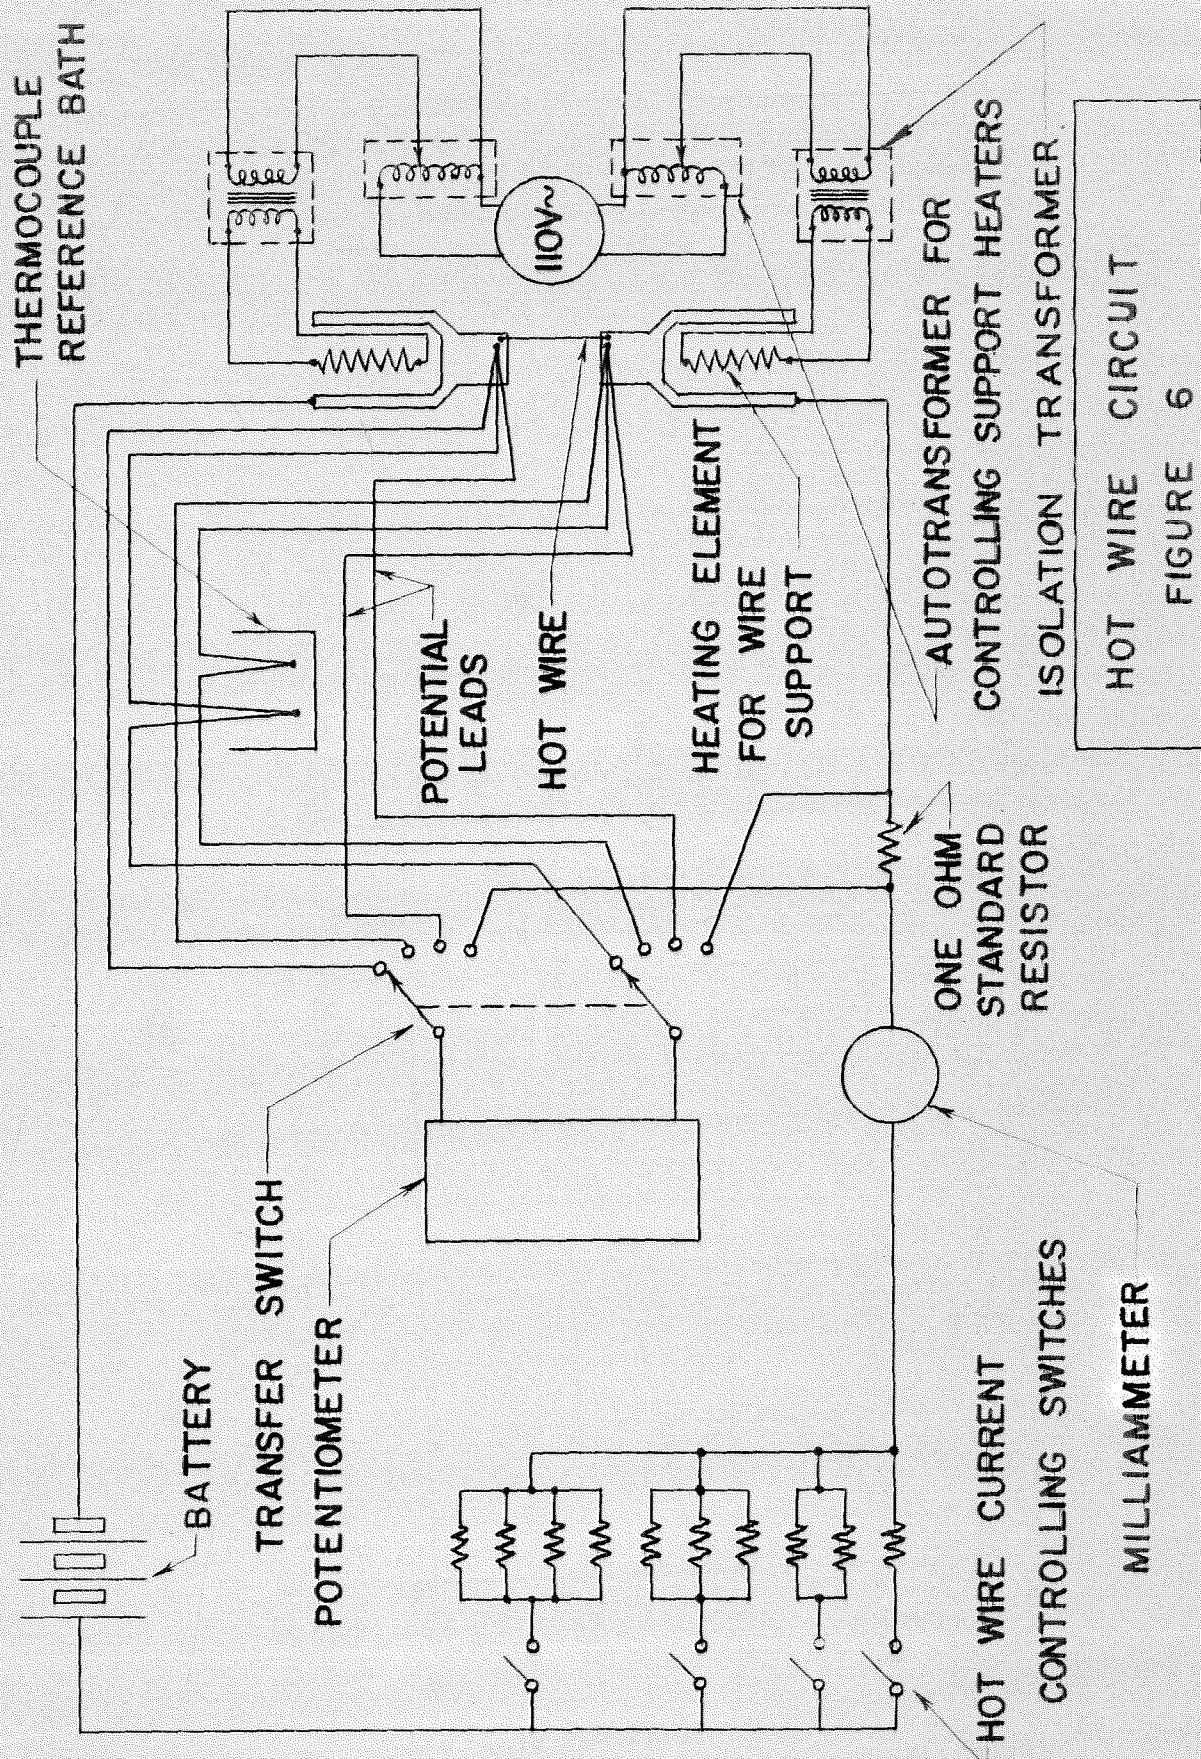 THERMOCOUPLE
REFERENCE BATH
110V~
BATTERY
TRANSFER SWITCH
POTENTIOMETER
POTENTIAL
LEADS
HOT WIRE
HEATING ELEMENT
FOR WIRE
SUPPORT
AUTOTRANSFORMER FOR
CONTROLLING SUPPORT HEATERS
ISOLATION TRANSFORMER
ONE OHM
STANDARD
RESISTOR
HOT WIRE CURRENT
CONTROLLING SWITCHES
MILLIAMMETER
HOT WIRE CIRCUIT
FIGURE 6